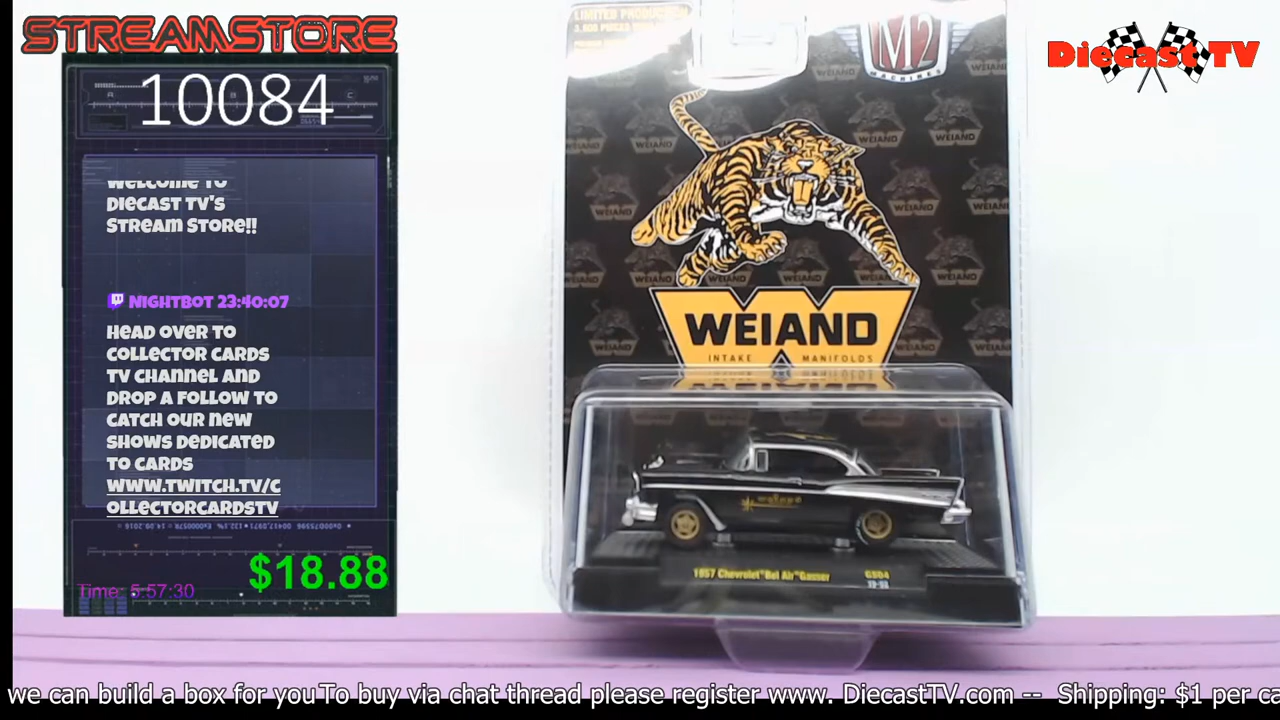 STREAMSTORE
10084
WELCOME TO
DIECAST TV'S
STREAM STORE!!
NIGHTBOT 23:40:07
HEAD OVER TO
COLLECTOR CARDS
TV CHANNEL AND
DROP A FOLLOW TO
CATCH OUR NEW
SHOWS DEDICATED
TO CARDS
WWW.TWITCH.TV/C
OLLECTORCARDSTV
$18.88
Time: 5:57:30
LIMITED PRODUCTION
M2
MACHINES
Diecast TV
WEIAND
INTAKE MANIFOLDS
1957 Chevrolet Bel Air Gasser
GS04
we can build a box for youTo buy via chat thread please register www. DiecastTV.com -- Shipping: $1 per ca